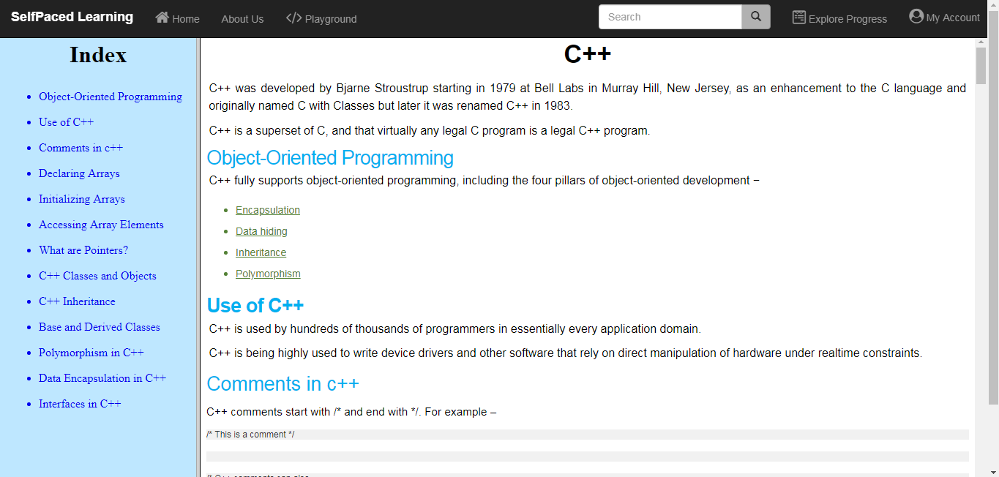 SelfPaced Learning Home About Us </> Playground Search Explore Progress My Account
Index
• Object-Oriented Programming
• Use of C++
• Comments in c++
• Declaring Arrays
• Initializing Arrays
• Accessing Array Elements
• What are Pointers?
• C++ Classes and Objects
• C++ Inheritance
• Base and Derived Classes
• Polymorphism in C++
• Data Encapsulation in C++
• Interfaces in C++
C++
C++ was developed by Bjarne Stroustrup starting in 1979 at Bell Labs in Murray Hill, New Jersey, as an enhancement to the C language and
originally named C with Classes but later it was renamed C++ in 1983.
C++ is a superset of C, and that virtually any legal C program is a legal C++ program.
Object-Oriented Programming
C++ fully supports object-oriented programming, including the four pillars of object-oriented development −
• Encapsulation
• Data hiding
• Inheritance
• Polymorphism
Use of C++
C++ is used by hundreds of thousands of programmers in essentially every application domain.
C++ is being highly used to write device drivers and other software that rely on direct manipulation of hardware under realtime constraints.
Comments in c++
C++ comments start with /* and end with */. For example –
/* This is a comment */
/* C++ comments can also